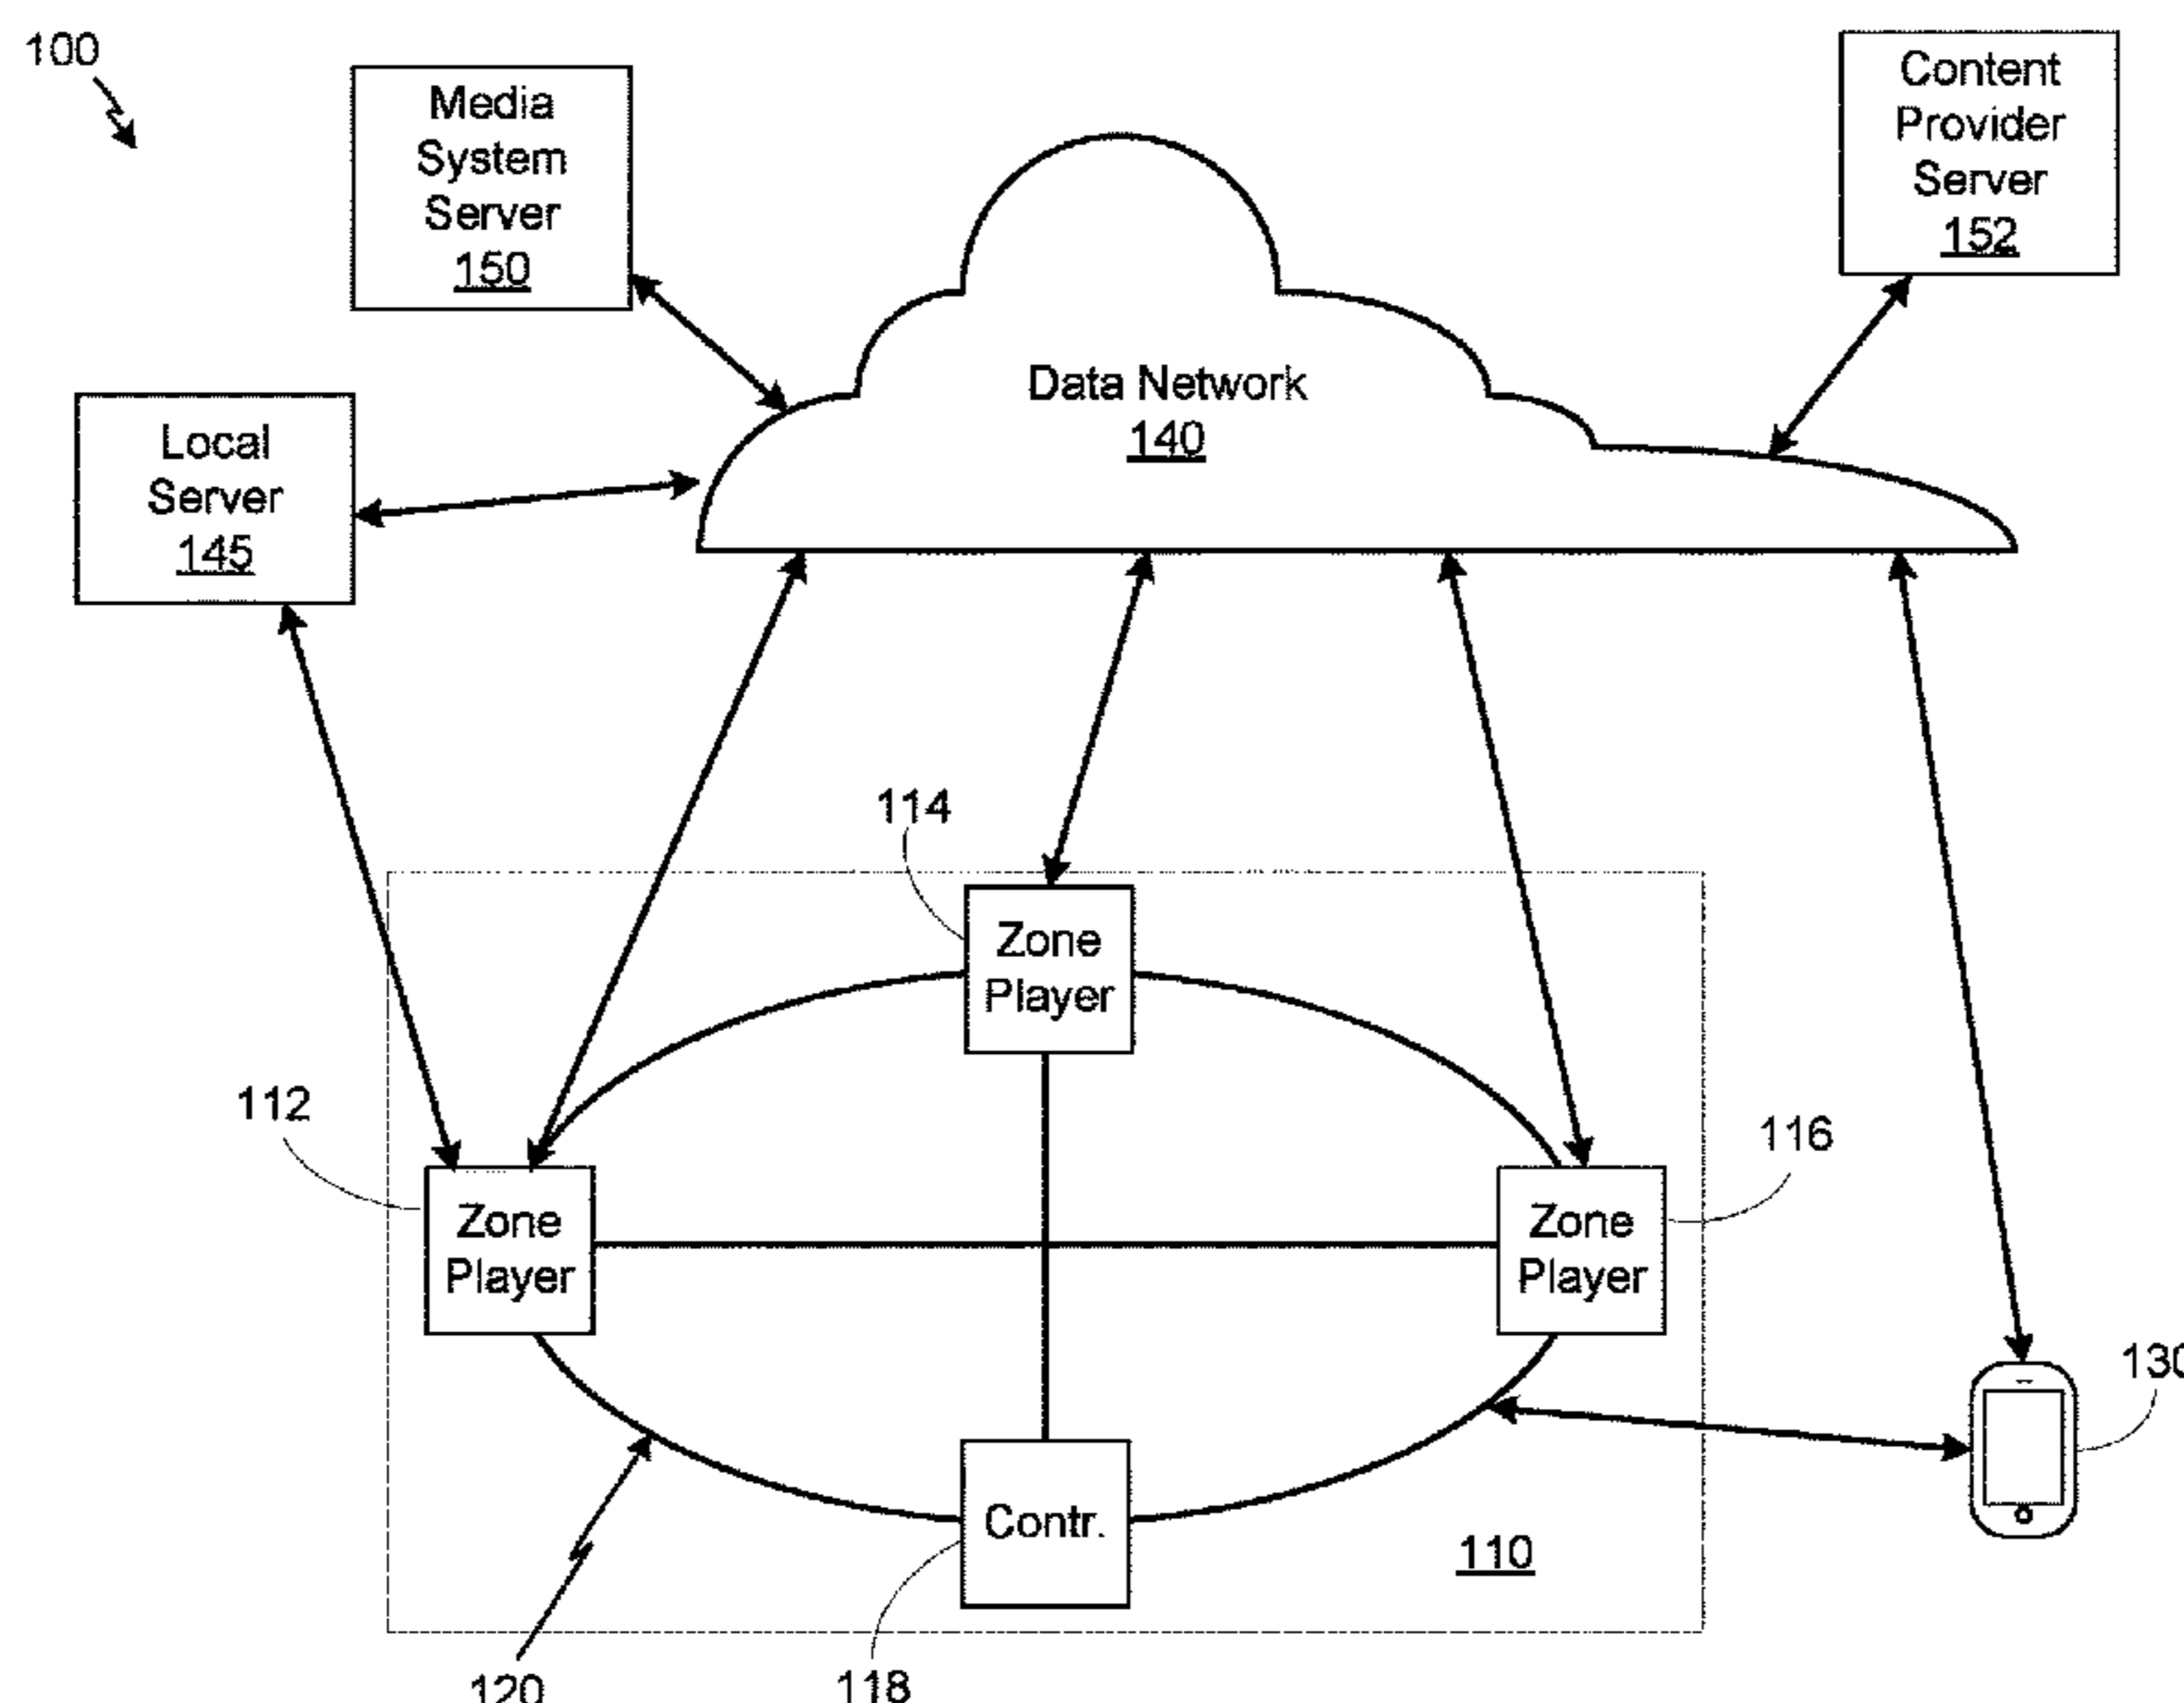 100
Media
System
Server
150
Content
Provider
Server
152
Data Network
140
Local
Server
145
114
Zone
Player
112
116
Zone
Player
Zone
Player
130
Contr.
110
120
118